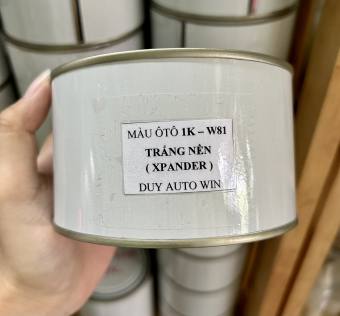 MÀU ÔTÔ 1K – W81
TRẮNG NỀN
( XPANDER )
DUY AUTO WIN